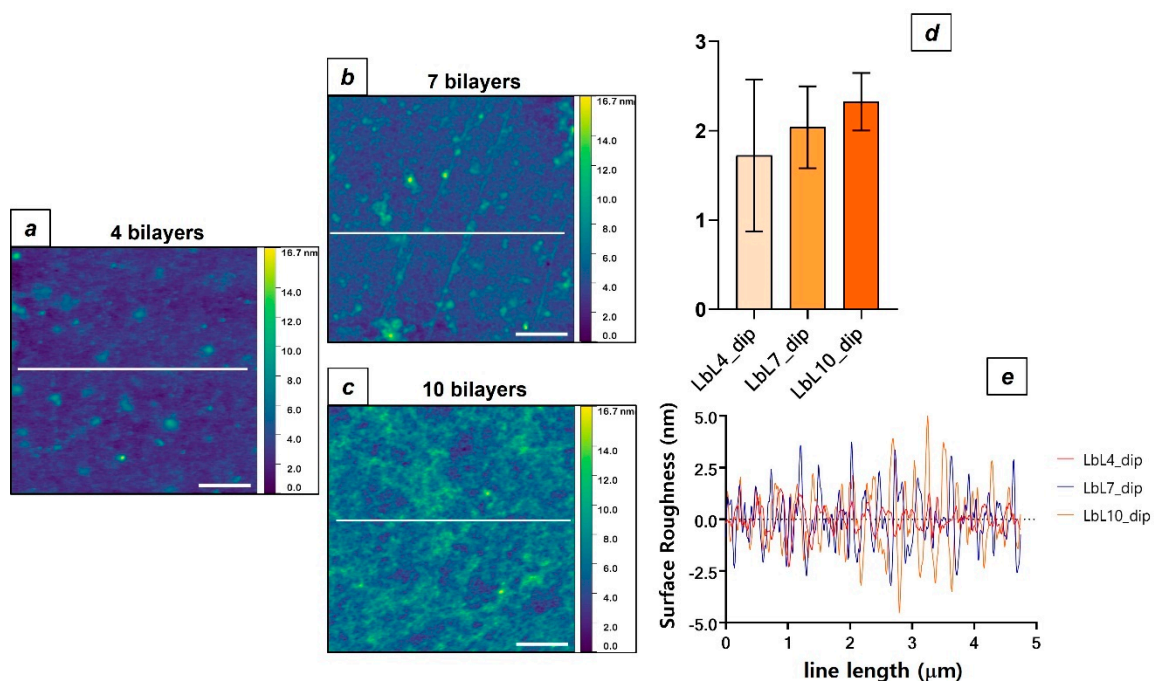 a
4 bilayers
16.7 nm
14.0
12.0
10.0
8.0
6.0
4.0
2.0
0.0
b
7 bilayers
16.7 nm
14.0
12.0
10.0
8.0
6.0
4.0
2.0
0.0
c
10 bilayers
16.7 nm
14.0
12.0
10.0
8.0
6.0
4.0
2.0
0.0
d
3
2
1
0
LbL4_dip
LbL7_dip
LbL10_dip
e
Surface Roughness (nm)
5.0
2.5
0.0
-2.5
-5.0
0 1 2 3 4 5
line length (μm)
LbL4_dip
LbL7_dip
LbL10_dip